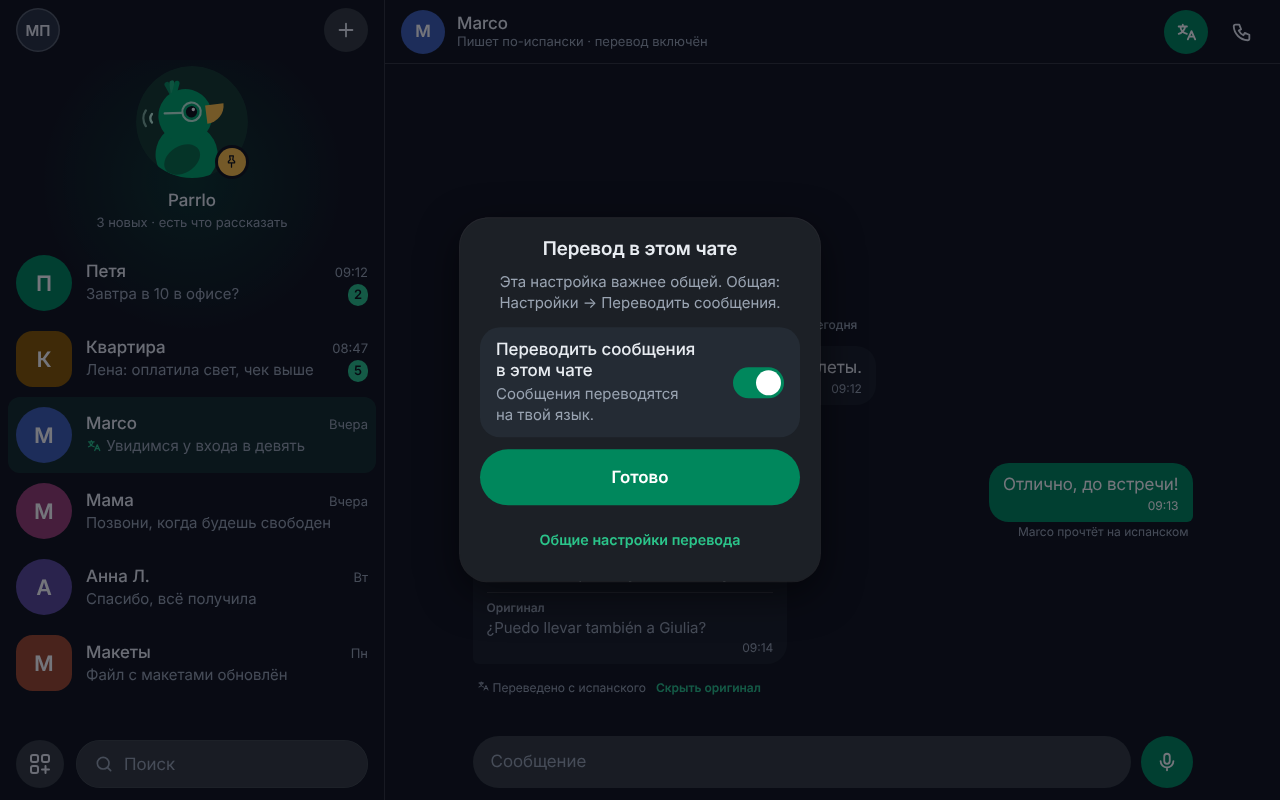 МП
Parrlo
3 новых · есть что рассказать
П
Петя
09:12
Завтра в 10 в офисе?
2
К
Квартира
08:47
Лена: оплатила свет, чек выше
5
M
Marco
Вчера
Увидимся у входа в девять
М
Мама
Вчера
Позвони, когда будешь свободен
А
Анна Л.
Вт
Спасибо, всё получила
М
Макеты
Пн
Файл с макетами обновлён
Поиск
M
Marco
Пишет по-испански · перевод включён
09:12
Отлично, до встречи!
09:13
Marco прочтёт на испанском
Перевод в этом чате
Эта настройка важнее общей. Общая:
Настройки → Переводить сообщения.
Переводить сообщения
в этом чате
Сообщения переводятся
на твой язык.
Готово
Общие настройки перевода
Оригинал
¿Puedo llevar también a Giulia?
09:14
Переведено с испанского Скрыть оригинал
Сообщение